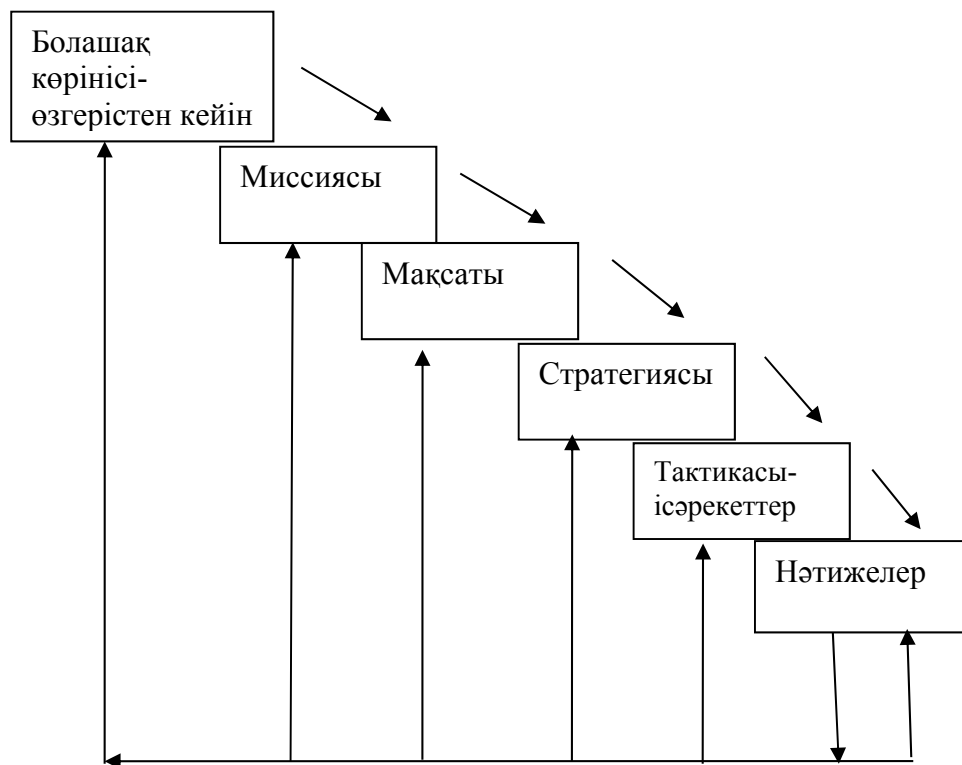 Болашақ
көрінісі-
өзгерістен кейін
Миссиясы
Мақсаты
Стратегиясы
Тактикасы-
ісәрекеттер
Нәтижелер